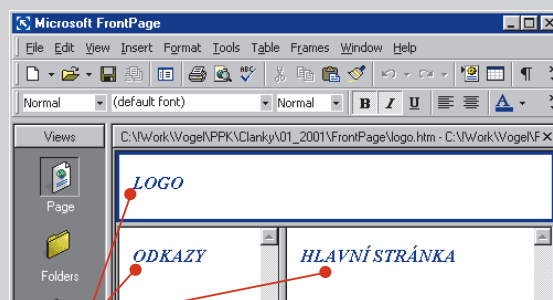 Microsoft FrontPage
File Edit View Insert Format Tools Table Frames Window Help
Normal (default font) Normal B I U A
Views C:\!Work\Vogel\PPK\Clanky\01_2001\FrontPage\logo.htm - C:\!Work\Vogel\F
LOGO
Page
ODKAZY HLAVNÍ STRÁNKA
Folders